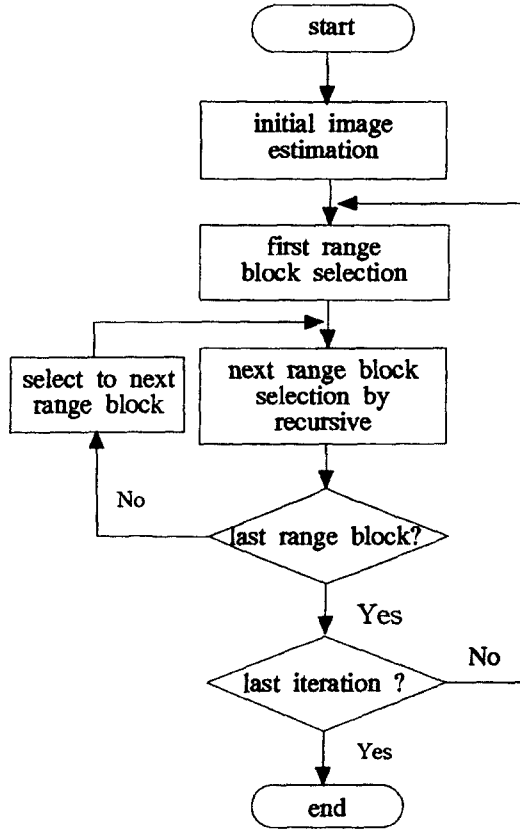 start
initial image
estimation
first range
block selection
select to next
range block
next range block
selection by
recursive
No
last range block?
Yes
last iteration ?
No
Yes
end